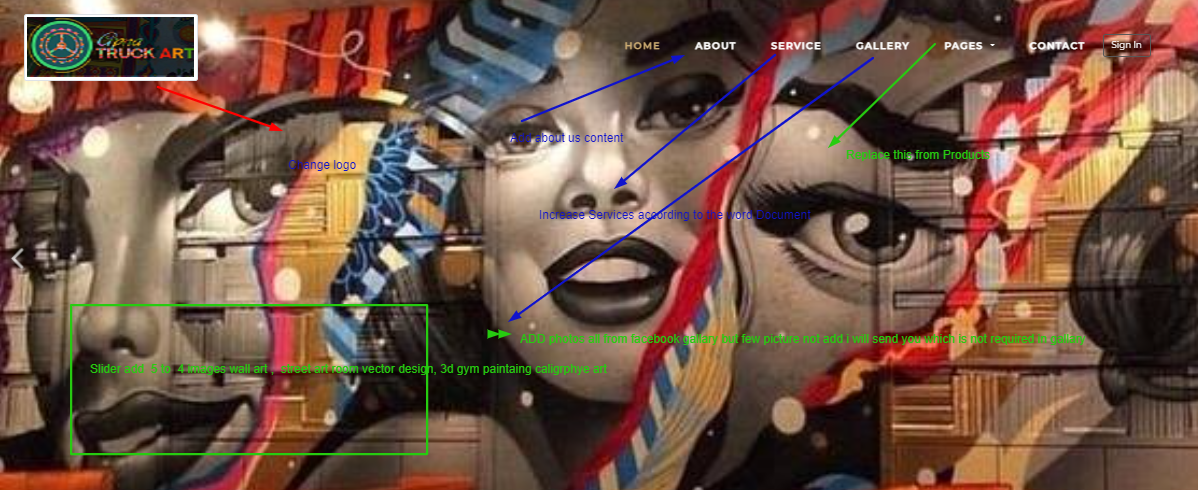 Apna
TRUCK ART
HOME ABOUT SERVICE GALLERY PAGES CONTACT Sign In
Add about us content
Change logo
Replace this from Products
Increase Services according to the word Document
ADD photos all from facebook gallery but few picture not add i will send you which is not required in gallery
Slider add to 4 images wall art , street art room vector design, 3d gym paintaing caligrphye art